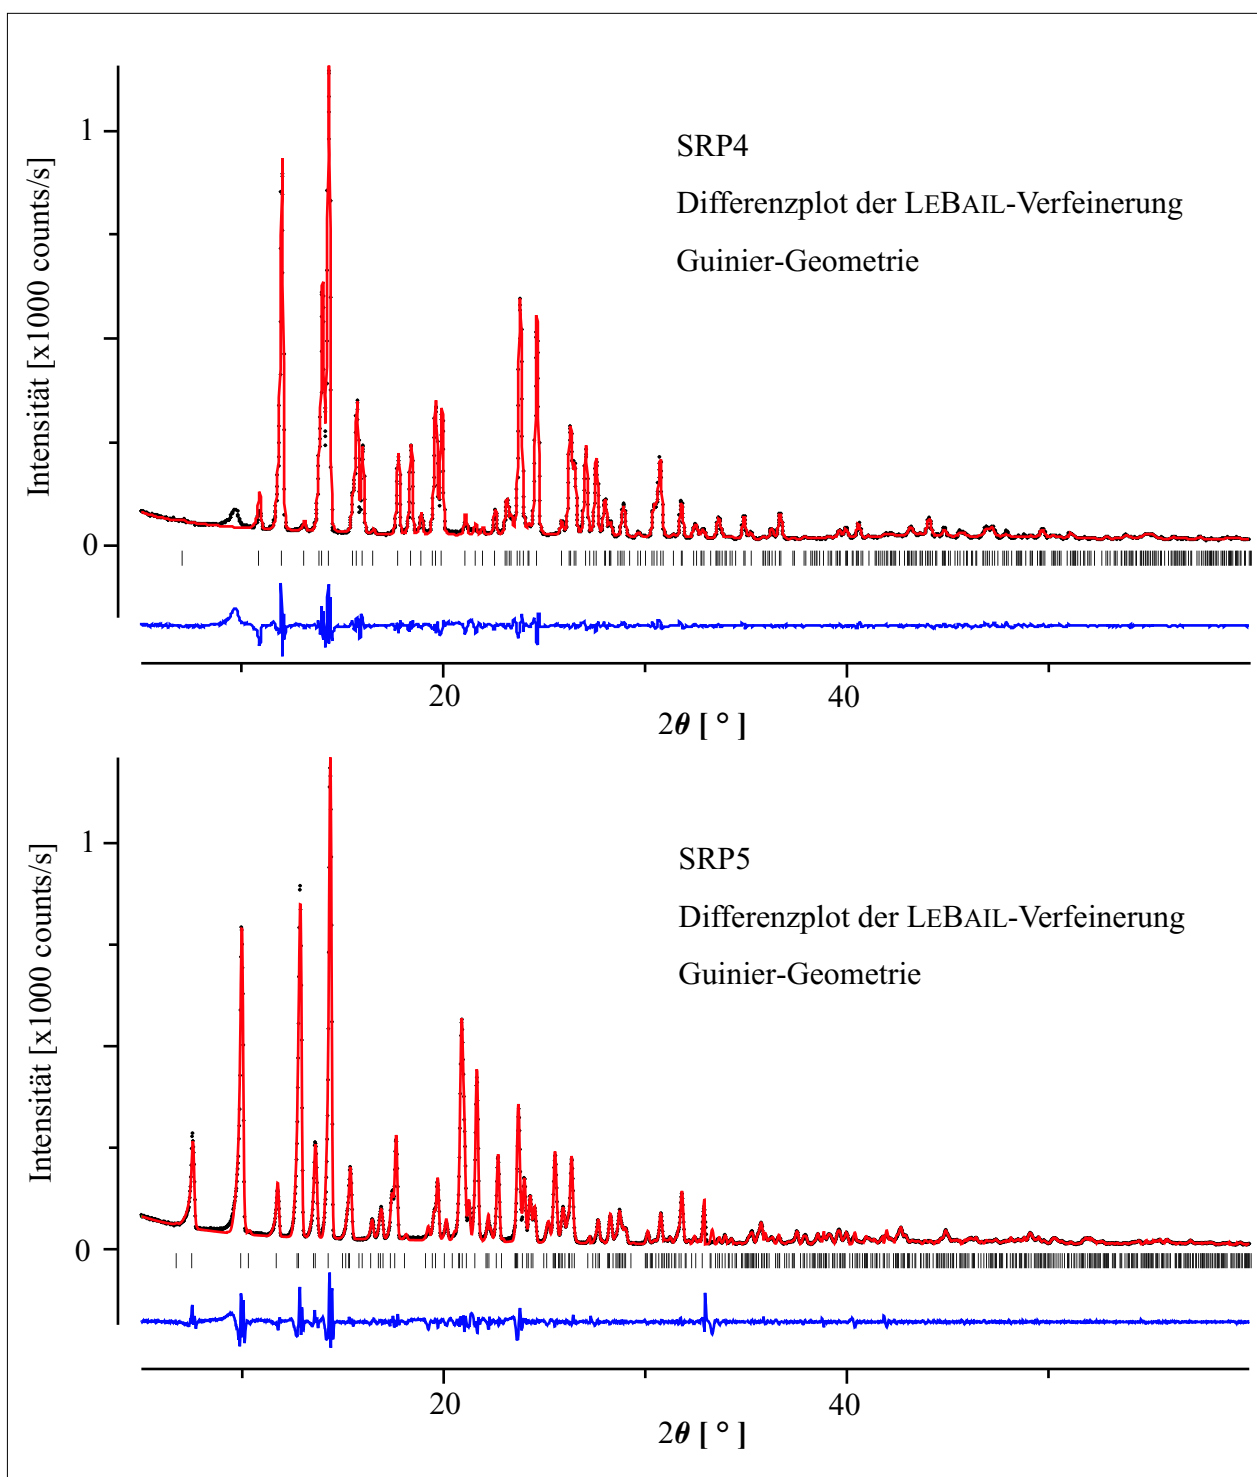 Intensität [x1000 counts/s]
1
0
SRP4
Differenzplot der LEBAIL-Verfeinerung
Guinier-Geometrie
20
40
2θ [ ° ]
Intensität [x1000 counts/s]
1
0
SRP5
Differenzplot der LEBAIL-Verfeinerung
Guinier-Geometrie
20
40
2θ [ ° ]